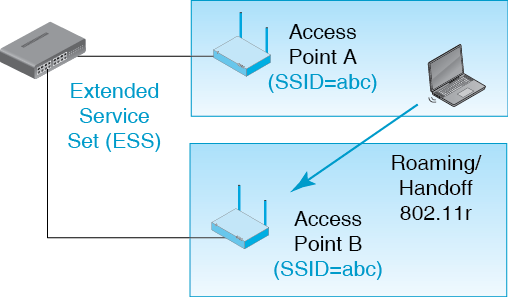 Access
Point A
(SSID=abc)
Extended
Service
Set (ESS)
Roaming/
Handoff
802.11r
Access
Point B
(SSID=abc)